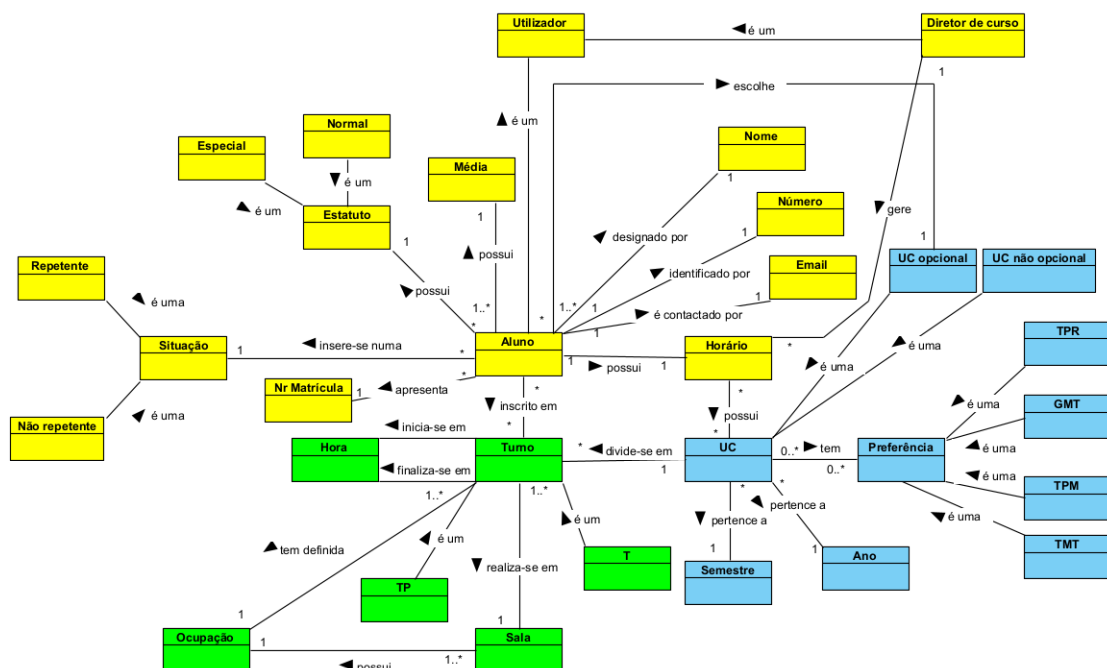 Utilizador
Diretor de curso
é um
1
escolhe
Normal
Especial
é um
Nome
Média
1
é um
é um
Estatuto
1
Número
designado por
gere
1
possui
1
1
UC opcional
UC não opcional
Repetente
identificado por
Email
possui
1..*
1..*
1
1
é uma
*
*
é contactado por
TPR
1
Situação
Aluno
Horário
*
é uma
insere-se numa
1
*
1
1
é uma
possui
GMT
Nr Matrícula
1
apresenta
*
*
*
é uma
Não repetente
é uma
inscrito em
possui
inicia-se em
*
*
é uma
Hora
Turno
*
divide-se em
1
UC
0..*
tem
0..*
Preferência
finaliza-se em
é uma
TPM
1..*
1..*
*
*
pertence a
é um
é um
pertence a
é uma
tem definida
TMT
1
1
T
Ano
realiza-se em
Semestre
TP
1
1
Ocupação
1
1..*
Sala
possui